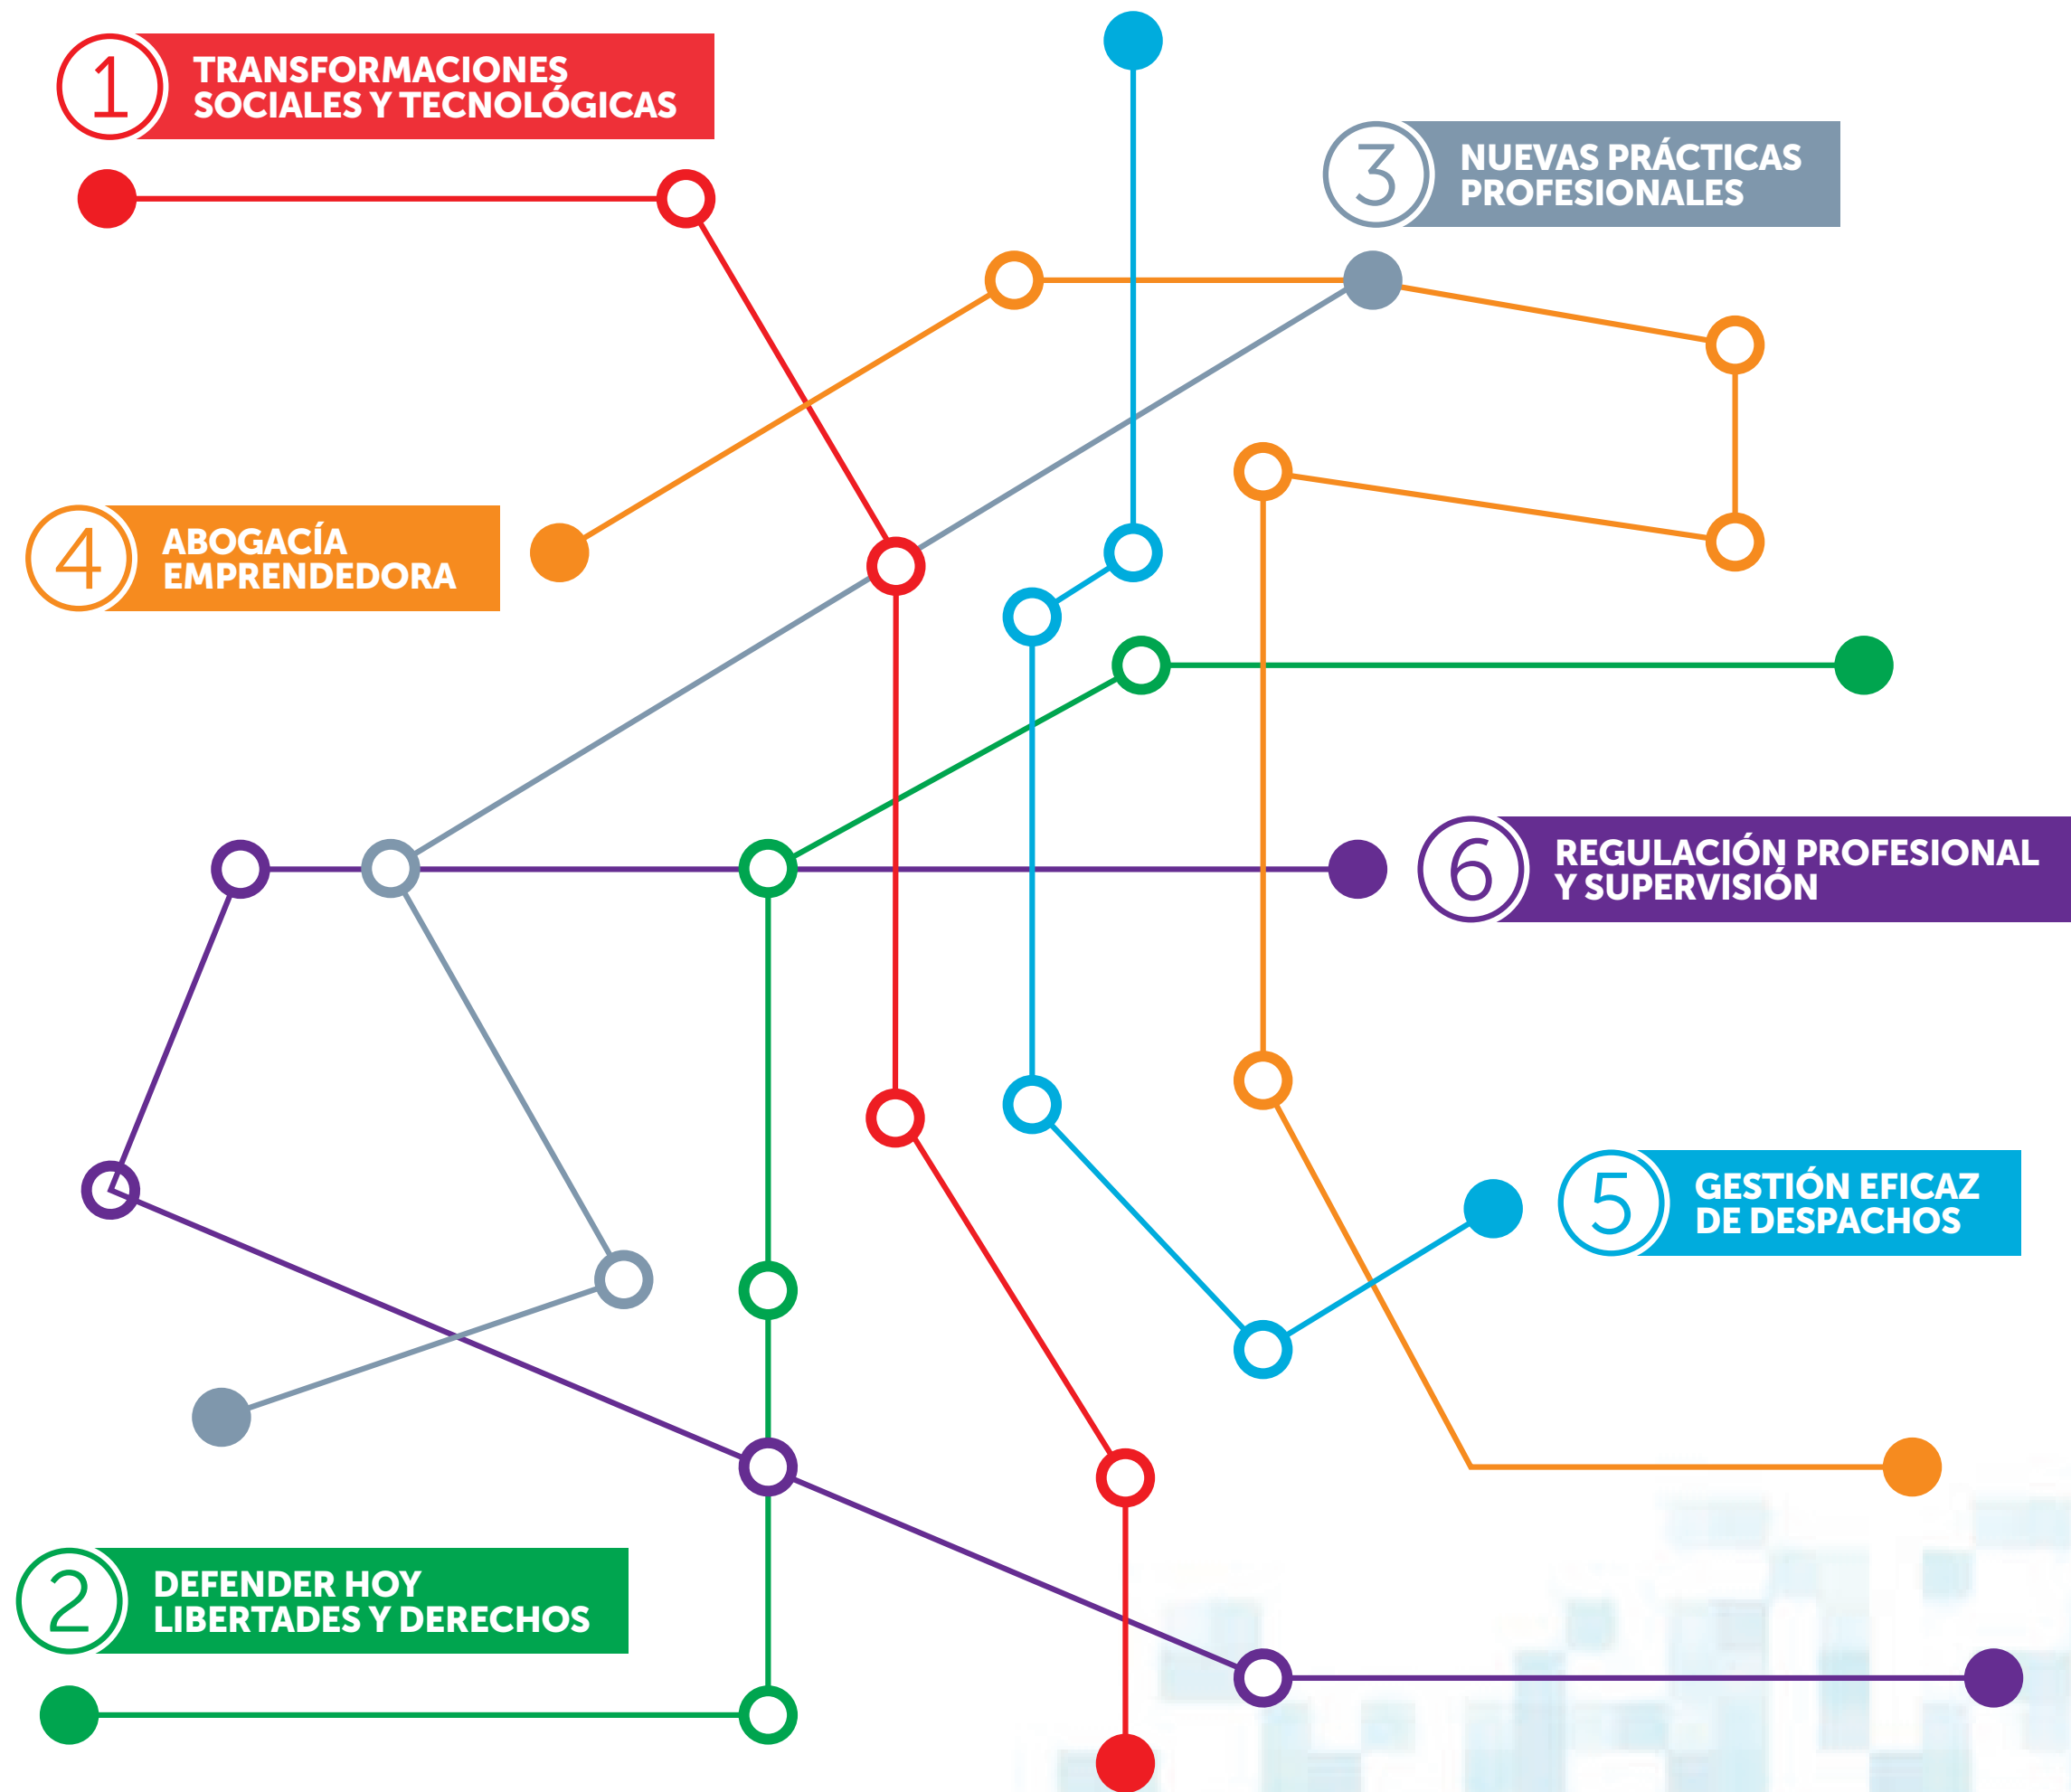 1
TRANSFORMACIONES
SOCIALES Y TECNOLÓGICAS
3
NUEVAS PRÁCTICAS
PROFESIONALES
4
ABOGACÍA
EMPRENDEDORA
6
REGULACIÓN PROFESIONAL
Y SUPERVISIÓN
5
GESTIÓN EFICAZ
DE DESPACHOS
2
DEFENDER HOY
LIBERTADES Y DERECHOS